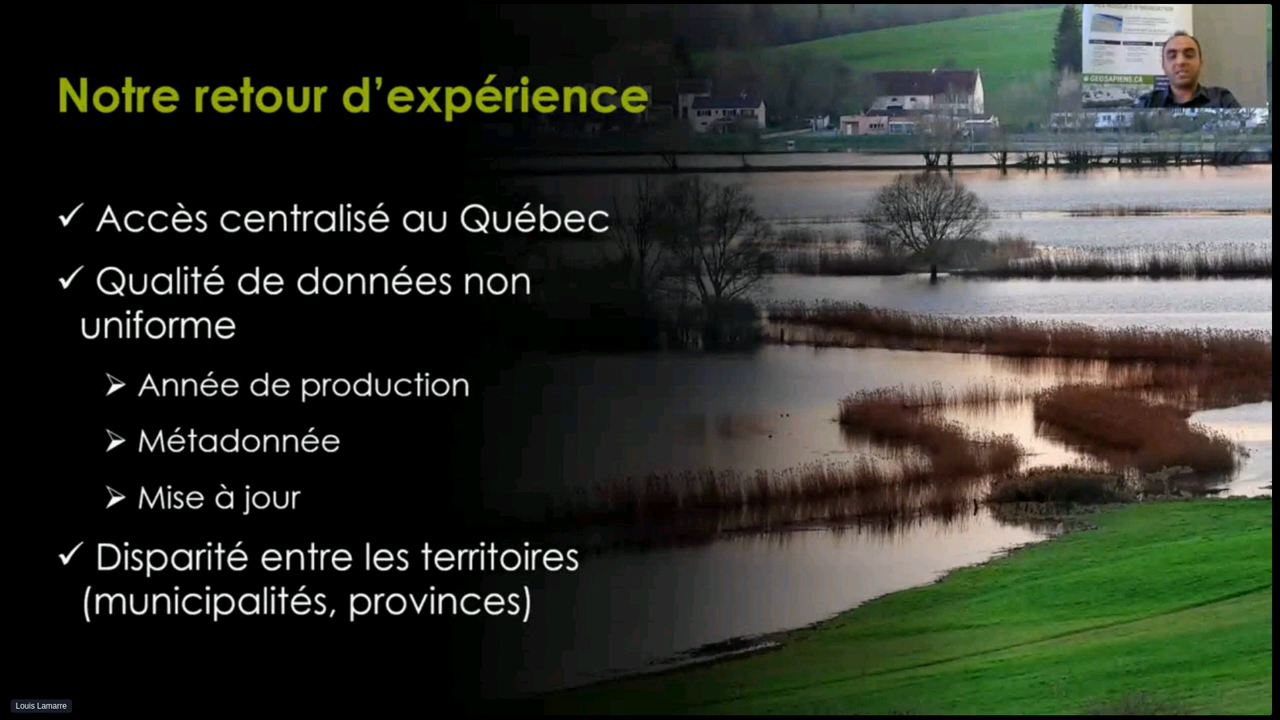 Notre retour d'expérience
✓ Accès centralisé au Québec
✓ Qualité de données non
uniforme
➢ Année de production
➢ Métadonnée
➢ Mise à jour
✓ Disparité entre les territoires
(municipalités, provinces)
GEOSAPIENS.CA
Louis Lamarre